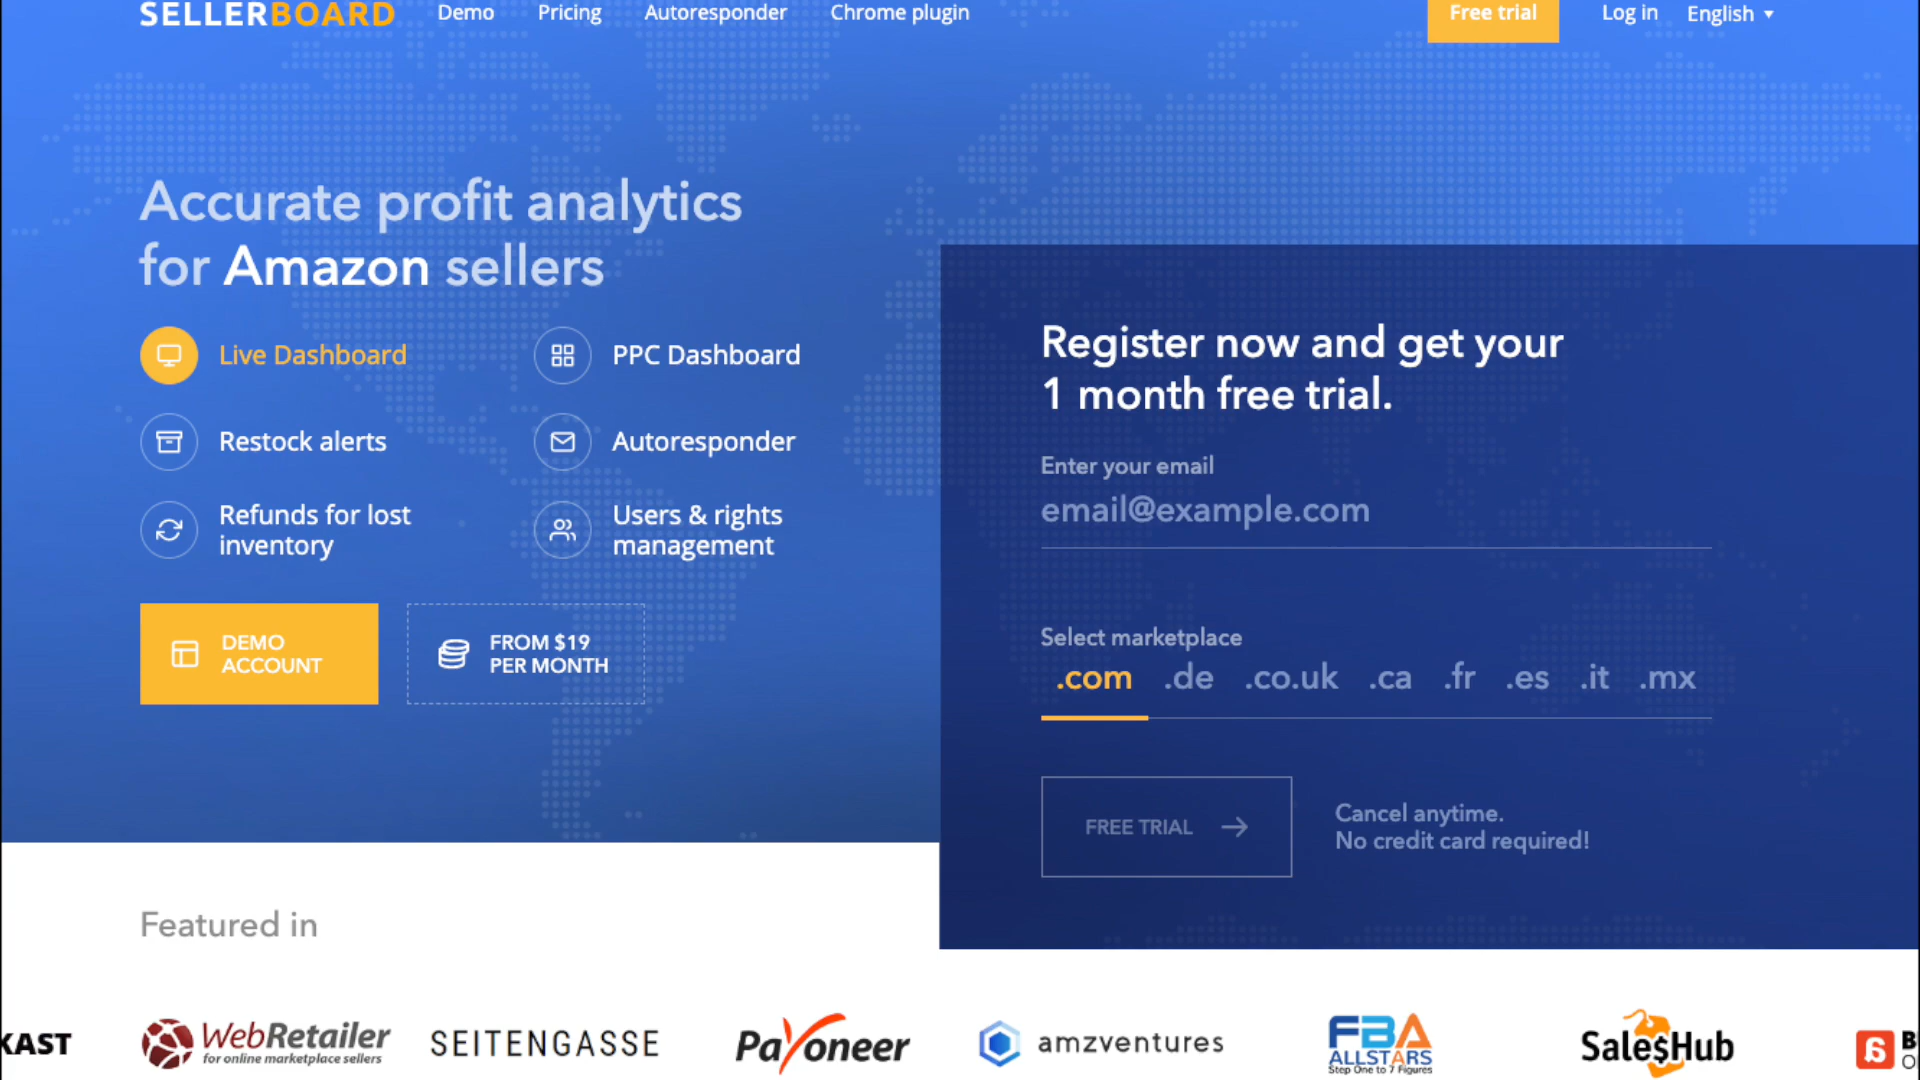 SELLERBOARD Demo Pricing Autoresponder Chrome plugin Free trial Log in English
Accurate profit analytics
for Amazon sellers
Live Dashboard
PPC Dashboard
Restock alerts
Autoresponder
Refunds for lost
inventory
Users & rights
management
DEMO
ACCOUNT
FROM $19
PER MONTH
Register now and get your
1 month free trial.
Enter your email
email@example.com
Select marketplace
.com .de .co.uk .ca .fr .es .it .mx
FREE TRIAL
Cancel anytime.
No credit card required!
Featured in
KAST
WebRetailer
for online marketplace sellers
SEITENGASSE
Payoneer
amzventures
FBA
ALLSTARS
Step One to 7 Figures
Sale$Hub